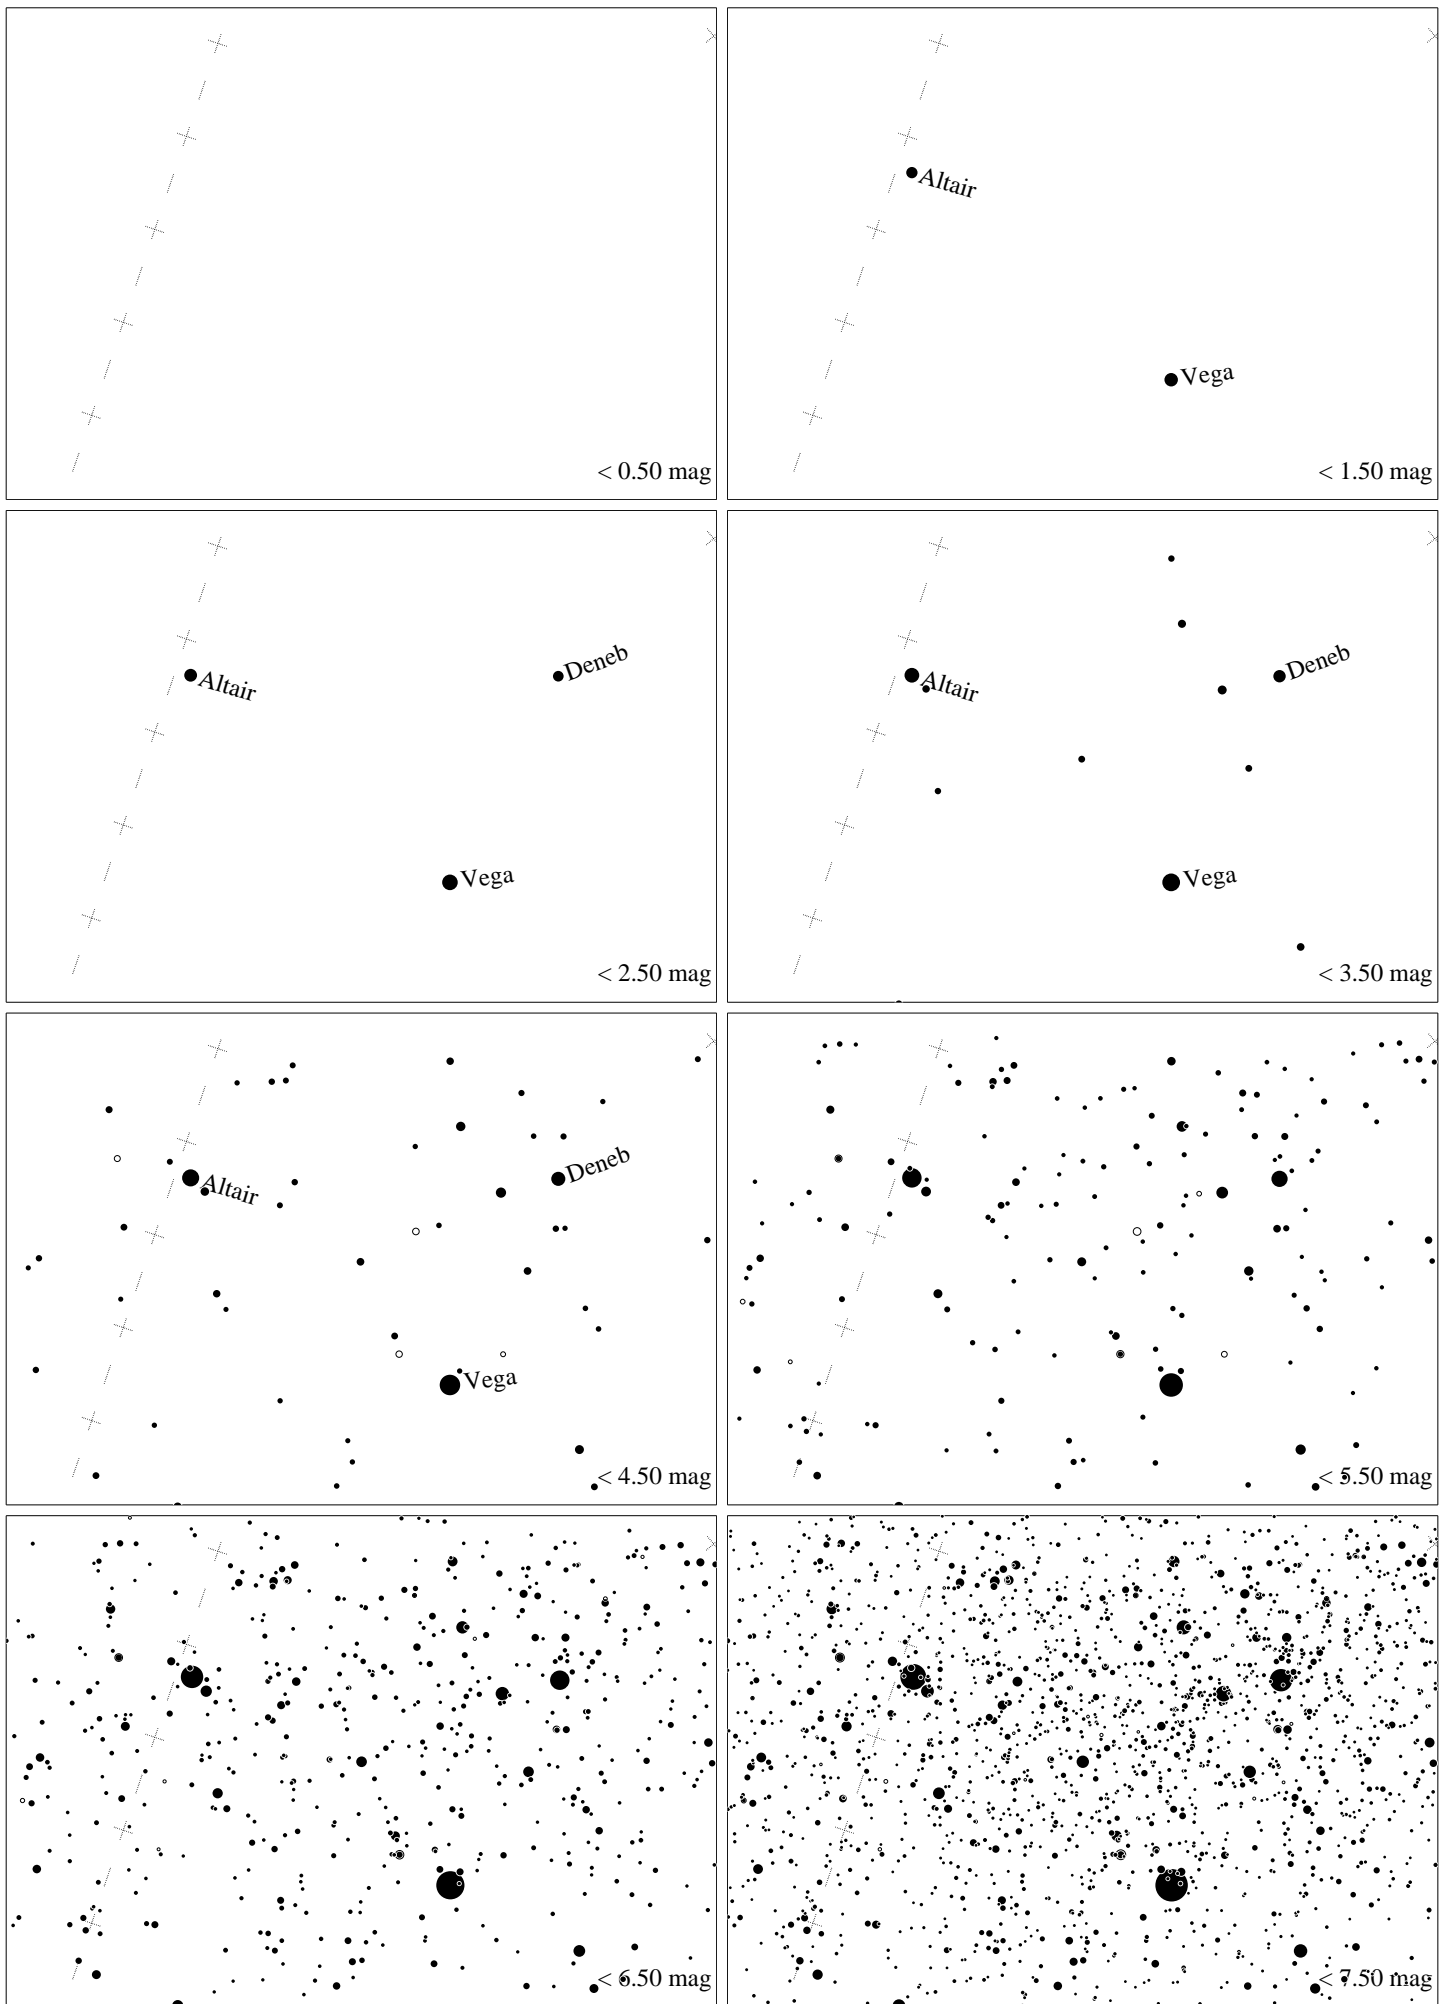 < 0.50 mag
Altair
Vega
< 1.50 mag
Deneb
Altair
Vega
< 2.50 mag
Deneb
Altair
Vega
< 3.50 mag
Deneb
Altair
Vega
< 4.50 mag
< 5.50 mag
< 6.50 mag
< 7.50 mag